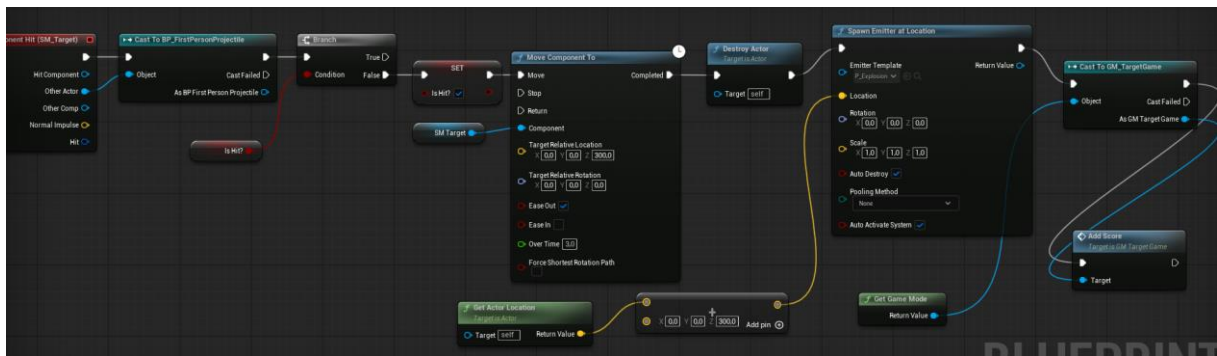 onent Hit (SM_Target)
Hit Component
Other Actor
Other Comp
Normal Impulse
Hit
Cast To BP_FirstPersonProjectile
Object
Cast Failed
As BP First Person Projectile
Is Hit?
Branch
Condition
True
False
SET
Is Hit?
SM Target
Move Component To
Move
Completed
Stop
Return
Component
Target Relative Location
X 0,0 Y 0,0 Z 300,0
Target Relative Rotation
X 0,0 Y 0,0 Z 0,0
Ease Out
Ease In
Over Time 3,0
Force Shortest Rotation Path
Destroy Actor
Target is Actor
Target self
Get Actor Location
Target is Actor
Target self Return Value
+
X 0,0 Y 0,0 Z 300,0 Add pin
Spawn Emitter at Location
Emitter Template
Return Value
P_Explosion
Location
Rotation
X 0,0 Y 0,0 Z 0,0
Scale
X 1,0 Y 1,0 Z 1,0
Auto Destroy
Pooling Method
None
Auto Activate System
Get Game Mode
Return Value
Cast To GM_TargetGame
Object
Cast Failed
As GM Target Game
Add Score
Target is GM Target Game
Target